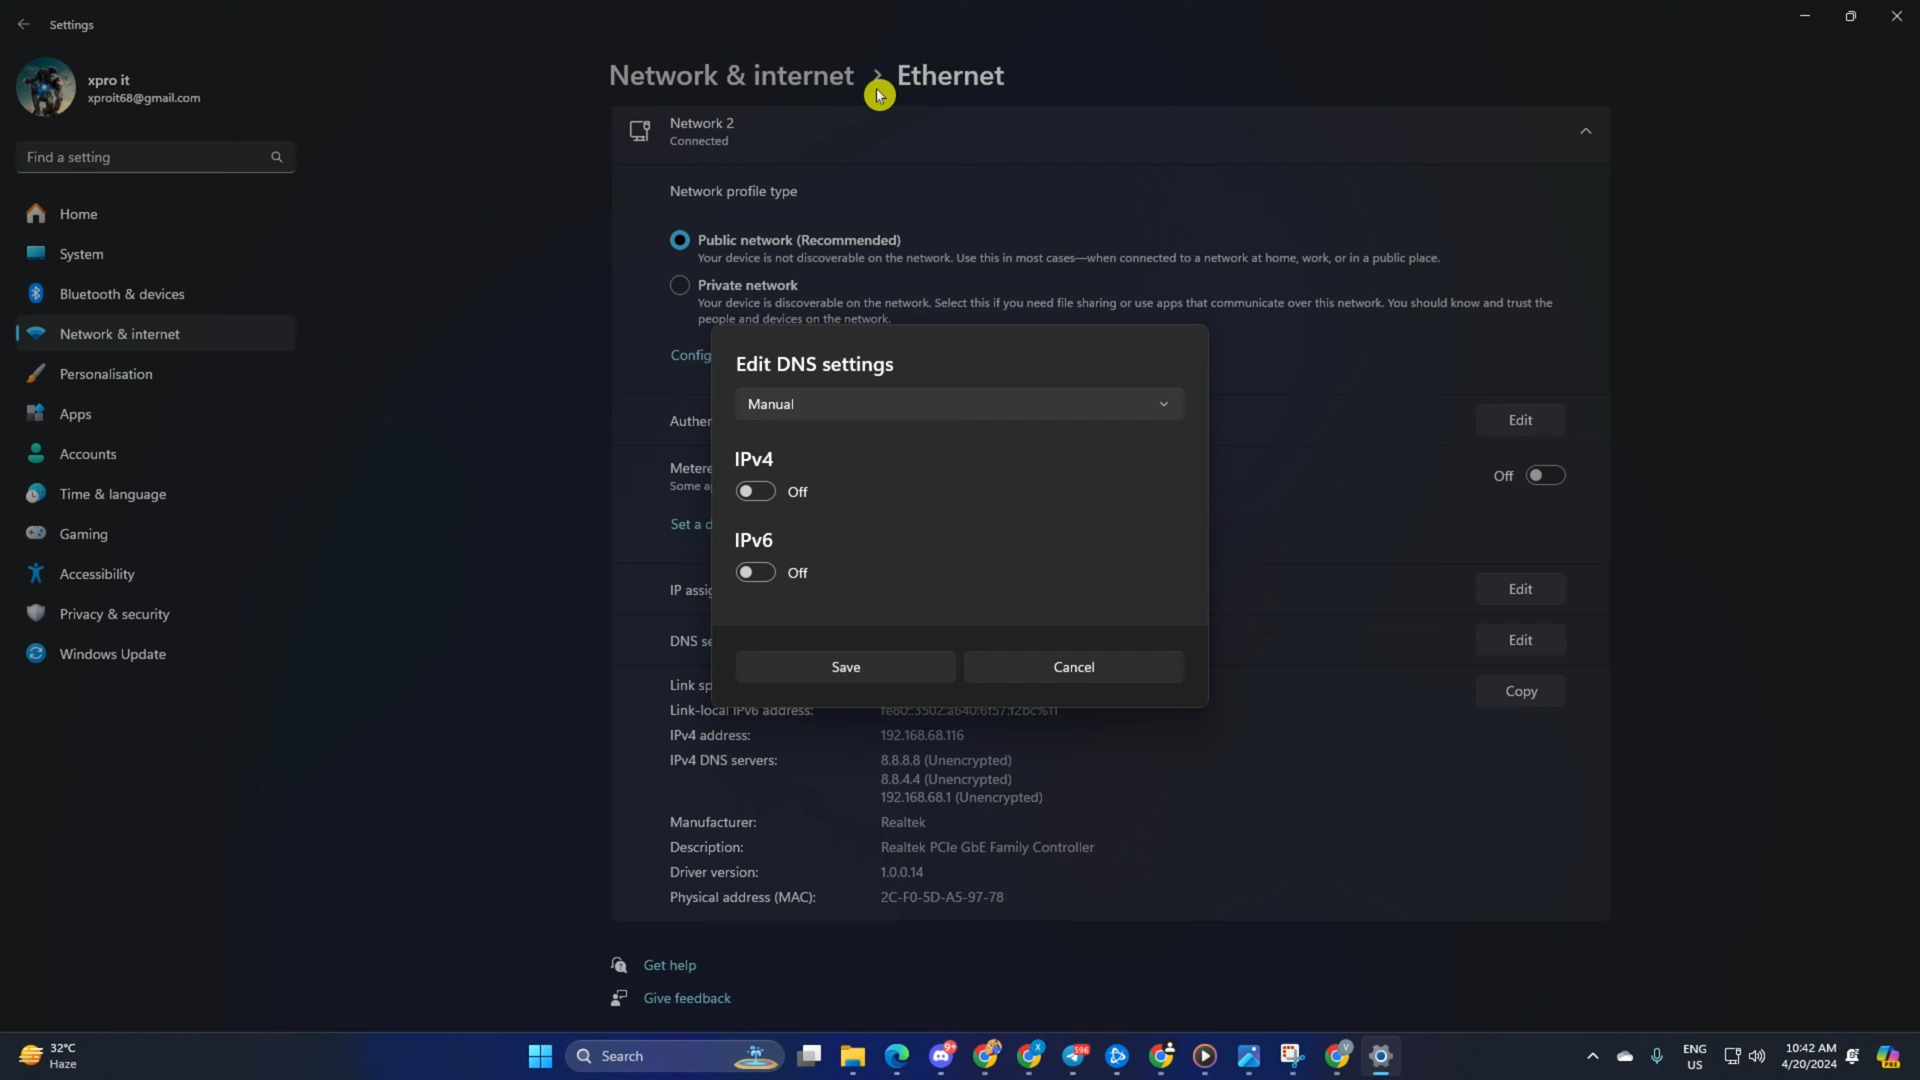 Settings
xpro it
xproit68@gmail.com
Find a setting
Home
System
Bluetooth & devices
Network & internet
Personalisation
Apps
Accounts
Time & language
Gaming
Accessibility
Privacy & security
Windows Update
Network & internet > Ethernet
Network 2
Connected
Network profile type
Public network (Recommended)
Your device is not discoverable on the network. Use this in most cases—when connected to a network at home, work, or in a public place.
Private network
Your device is discoverable on the network. Select this if you need file sharing or use apps that communicate over this network. You should know and trust the
people and devices on the network.
Config
Edit DNS settings
Manual
IPv4
Off
IPv6
Off
Save Cancel
Authen
Edit
Metere
Some a
Off
Set a d
IP assig
Edit
DNS se
Edit
Link sp
Copy
Link-local IPv6 address:
IPv4 address: 192.168.68.116
IPv4 DNS servers: 8.8.8.8 (Unencrypted)
8.8.4.4 (Unencrypted)
192.168.68.1 (Unencrypted)
Manufacturer: Realtek
Description: Realtek PCIe GbE Family Controller
Driver version: 1.0.0.14
Physical address (MAC): 2C-F0-5D-A5-97-78
Get help
Give feedback
32°C
Haze
Search
9+
X
596
V
ENG
US
10:42 AM
4/20/2024
PRE